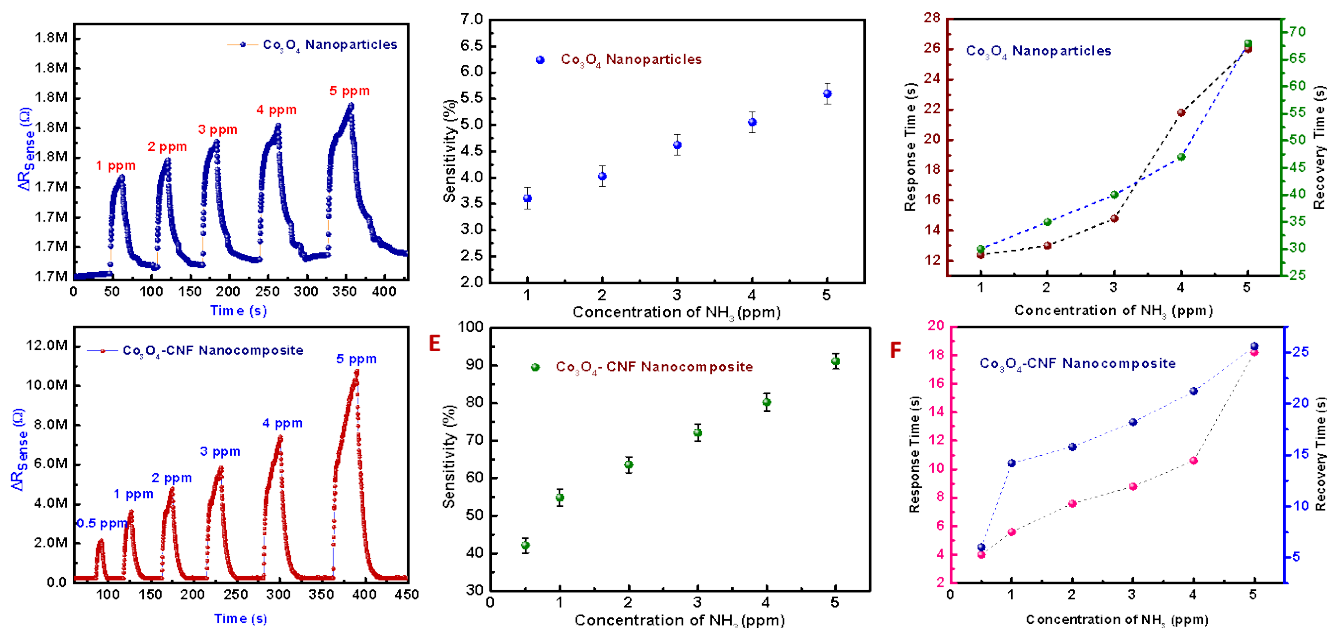 Co3O4 Nanoparticles
1.8M
1.8M
1.8M
1.8M
1.8M
1.7M
1.7M
1.7M
1.7M
ΔRSense (Ω)
1 ppm
2 ppm
3 ppm
4 ppm
5 ppm
0 50 100 150 200 250 300 350 400
Time (s)
Co3O4 Nanoparticles
7.0
6.5
6.0
5.5
5.0
4.5
4.0
3.5
3.0
2.5
2.0
Sensitivity (%)
1 2 3 4 5
Concentration of NH3 (ppm)
Co3O4 Nanoparticles
28
26
24
22
20
18
16
14
12
Response Time (s)
70
65
60
55
50
45
40
35
30
25
Recovery Time (s)
1 2 3 4 5
Concentration of NH3 (ppm)
Co3O4-CNF Nanocomposite
12.0M
10.0M
8.0M
6.0M
4.0M
2.0M
0.0
ΔRSense (Ω)
0.5 ppm
1 ppm
2 ppm
3 ppm
4 ppm
5 ppm
100 150 200 250 300 350 400 450
Time (s)
E
Co3O4- CNF Nanocomposite
100
90
80
70
60
50
40
30
Sensitivity (%)
0 1 2 3 4 5
Concentration of NH3 (ppm)
F
Co3O4-CNF Nanocomposite
20
18
16
14
12
10
8
6
4
2
Response Time (s)
25
20
15
10
5
Recovery Time (s)
0 1 2 3 4 5
Concentration of NH3 (ppm)